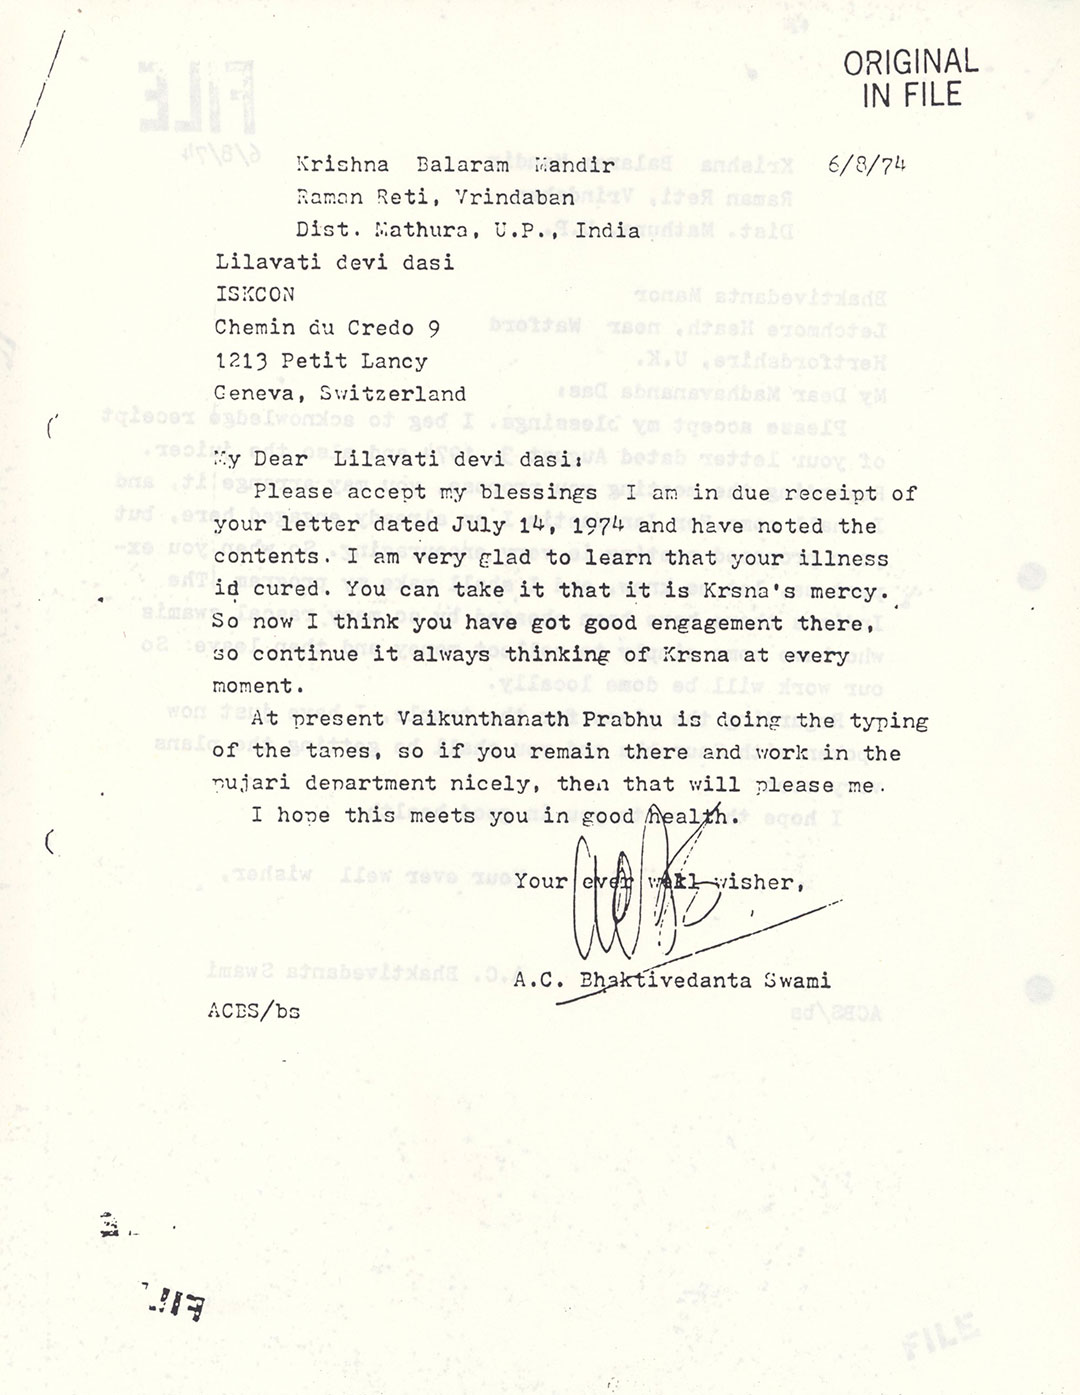 ORIGINAL
IN FILE
Krishna Balaram Mandir 6/8/74
Raman Reti, Vrindaban
Dist. Mathura, U.P., India
Lilavati devi dasi
ISKCON
Chemin du Credo 9
1213 Petit Lancy
Geneva, Switzerland
My Dear Lilavati devi dasi:
Please accept my blessings I am in due receipt of
your letter dated July 14, 1974 and have noted the
contents. I am very glad to learn that your illness
id cured. You can take it that it is Krsna's mercy.
So now I think you have got good engagement there,
so continue it always thinking of Krsna at every
moment.
At present Vaikunthanath Prabhu is doing the typing
of the tapes, so if you remain there and work in the
pujari department nicely, then that will please me.
I hope this meets you in good health.
Your ever well wisher,
A.C. Bhaktivedanta Swami
ACBS/bs
FILE